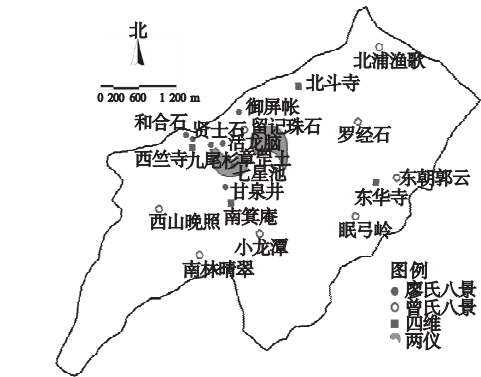 北
0 200 600 1 200 m
北浦渔歌
北斗寺
御屏帐
和合石
贤士石
留记珠石
罗经石
活龙脑
西竺寺
九尾杉
章罡土
七星池
东朝郭云
甘泉井
东华寺
西山晚照
南箕庵
眠弓岭
小龙潭
南林晴翠
图例
廖氏八景
曾氏八景
四维
两仪